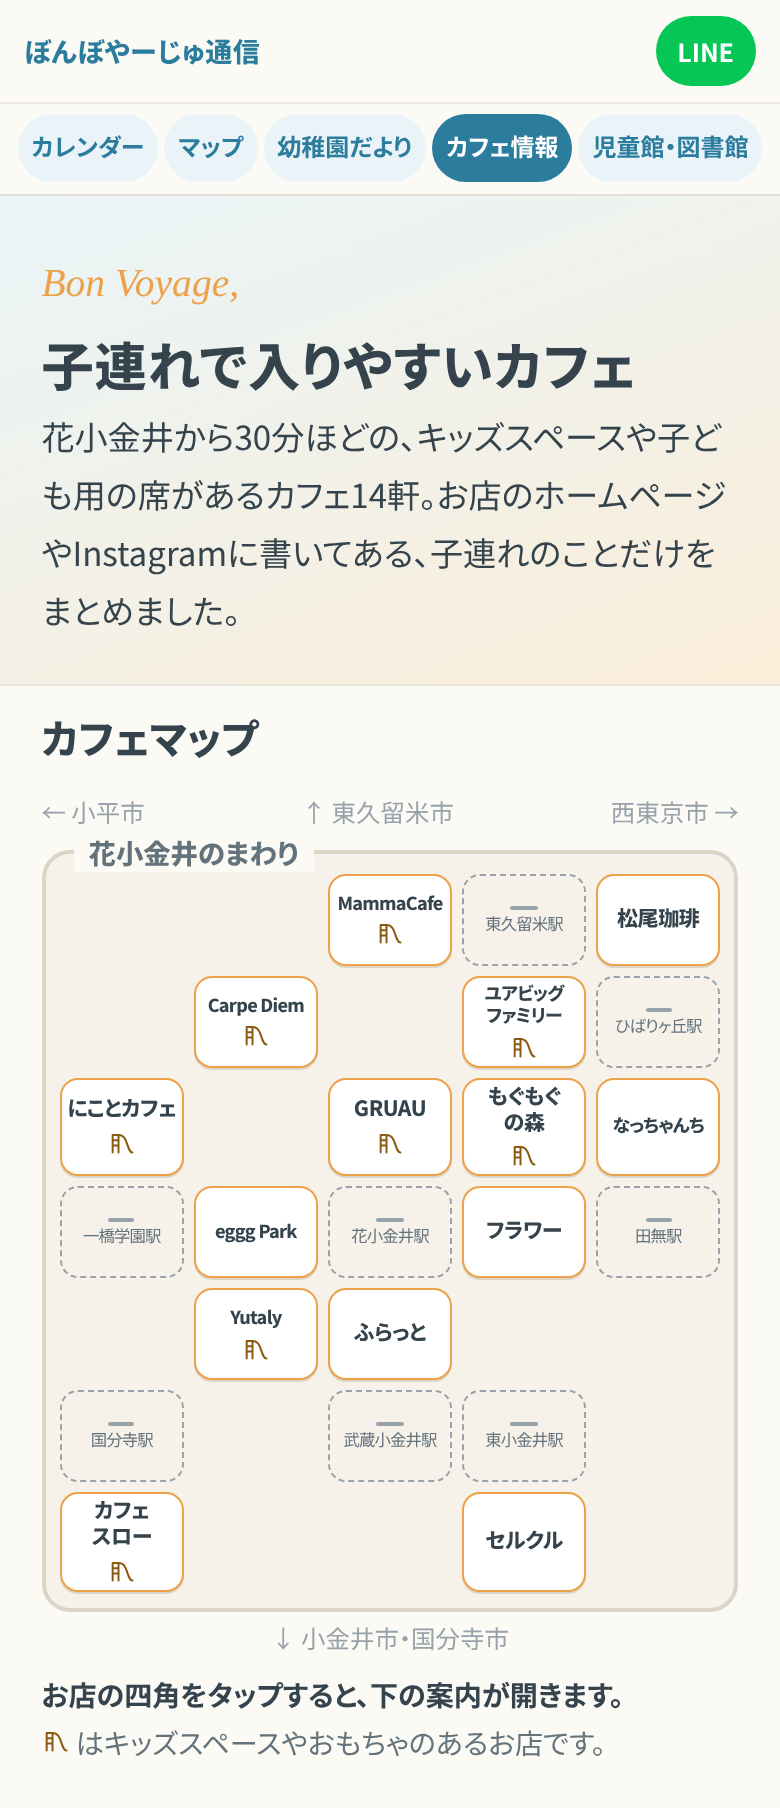 ぼんぼやーじゅ通信
LINE
カレンダー
マップ
幼稚園だより
カフェ情報
児童館・図書館
Bon Voyage,
子連れで入りやすいカフェ
花小金井から30分ほどの、キッズスペースや子ど
も用の席があるカフェ14軒。お店のホームページ
やInstagramに書いてある、子連れのことだけを
まとめました。
カフェマップ
← 小平市
↑ 東久留米市
西東京市 →
花小金井のまわり
MammaCafe
東久留米駅
松尾珈琲
Carpe Diem
ユアビッグ
ファミリー
ひばりヶ丘駅
にことカフェ
GRUAU
もぐもぐ
の森
なっちゃんち
一橋学園駅
eggg Park
花小金井駅
フラワー
田無駅
Yutaly
ふらっと
国分寺駅
武蔵小金井駅
東小金井駅
カフェ
スロー
セルクル
↓ 小金井市・国分寺市
お店の四角をタップすると、下の案内が開きます。
はキッズスペースやおもちゃのあるお店です。